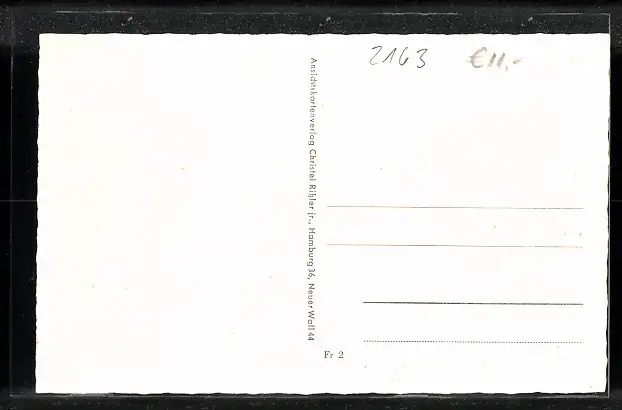 2163 €11,-
Ansichtskartenverlag Christel Rißler jr., Hamburg 36, Neuer Wall 44
Fr 2